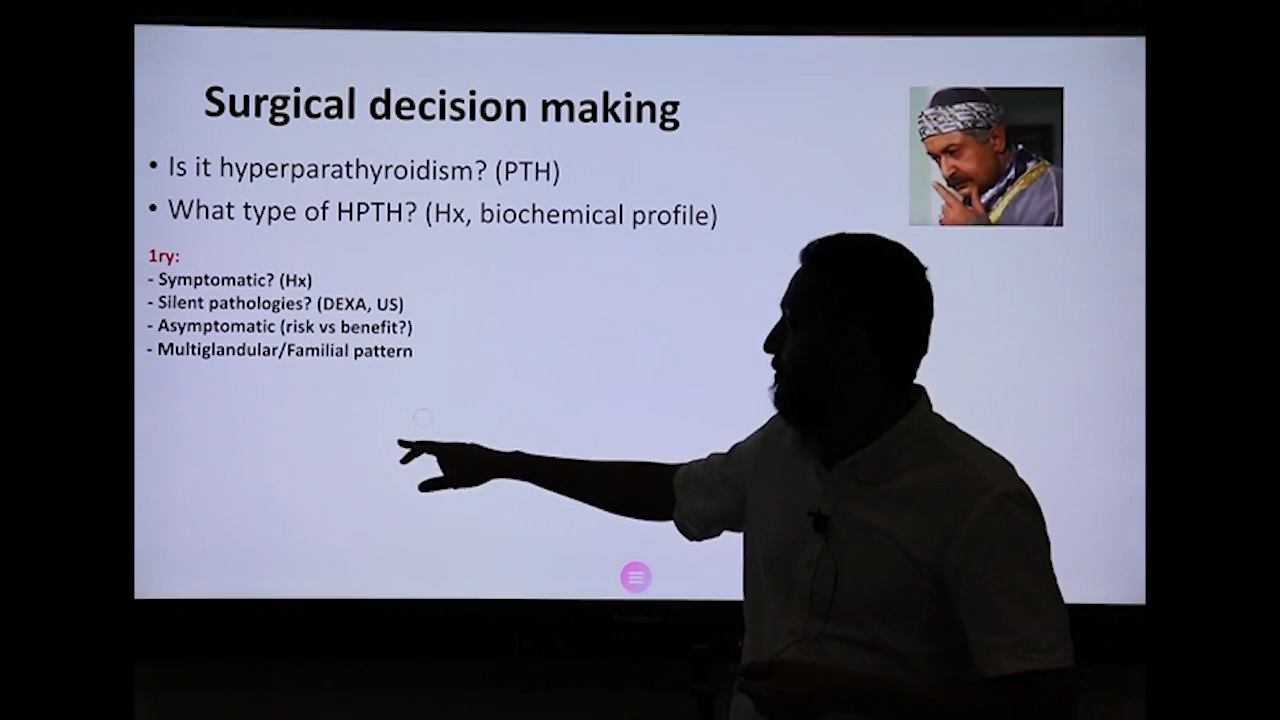 Surgical decision making
• Is it hyperparathyroidism? (PTH)
• What type of HPTH? (Hx, biochemical profile)
1ry:
- Symptomatic? (Hx)
- Silent pathologies? (DEXA, US)
- Asymptomatic (risk vs benefit?)
- Multiglandular/Familial pattern